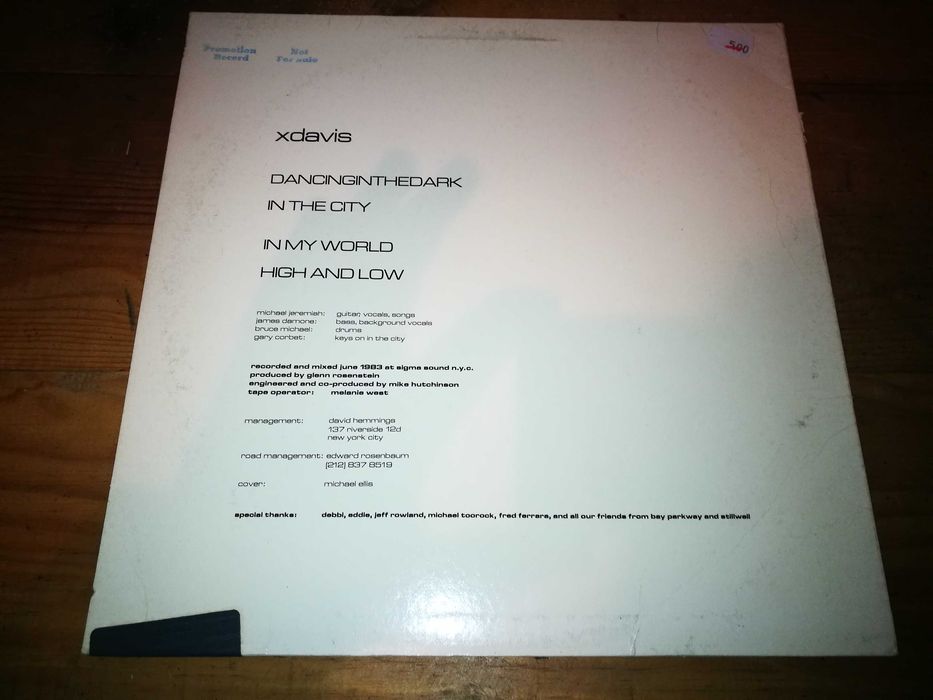 Promotion Record
Not For Sale
500
xdavis
DANCINGINTHEDARK
IN THE CITY
IN MY WORLD
HIGH AND LOW
michael jeremiah: guitar, vocals, songs
james damone: bass, background vocals
bruce michael: drums
gary corbet: keys on in the city
recorded and mixed june 1983 at sigma sound n.y.c.
produced by glenn rosenstein
engineered and co-produced by mike hutchinson
tape operator: melanie west
management: david hemmings
137 riverside 12d
new york city
road management: edward rosenbaum
(212) 837 8519
cover: michael ellis
special thanks: debbi, eddie, jeff rowland, michael toorock, fred ferrara, and all our friends from bay parkway and stillwell